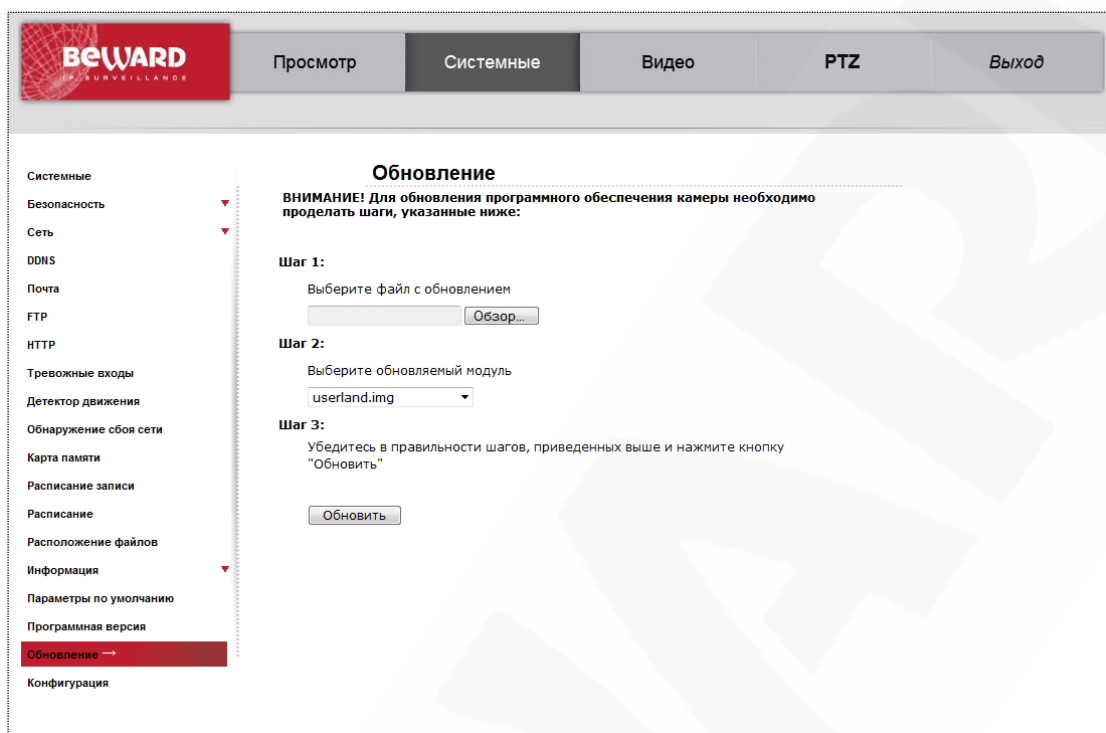 BEWARD
IP SURVEILLANCE
Просмотр
Системные
Видео
PTZ
Выход
Системные
Безопасность
Сеть
DDNS
Почта
FTP
HTTP
Тревожные входы
Детектор движения
Обнаружение сбоя сети
Карта памяти
Расписание записи
Расписание
Расположение файлов
Информация
Параметры по умолчанию
Программная версия
Обновление →
Конфигурация
Обновление
ВНИМАНИЕ! Для обновления программного обеспечения камеры необходимо
проделать шаги, указанные ниже:
Шаг 1:
Выберите файл с обновлением
Обзор...
Шаг 2:
Выберите обновляемый модуль
userland.img
Шаг 3:
Убедитесь в правильности шагов, приведенных выше и нажмите кнопку
"Обновить"
Обновить